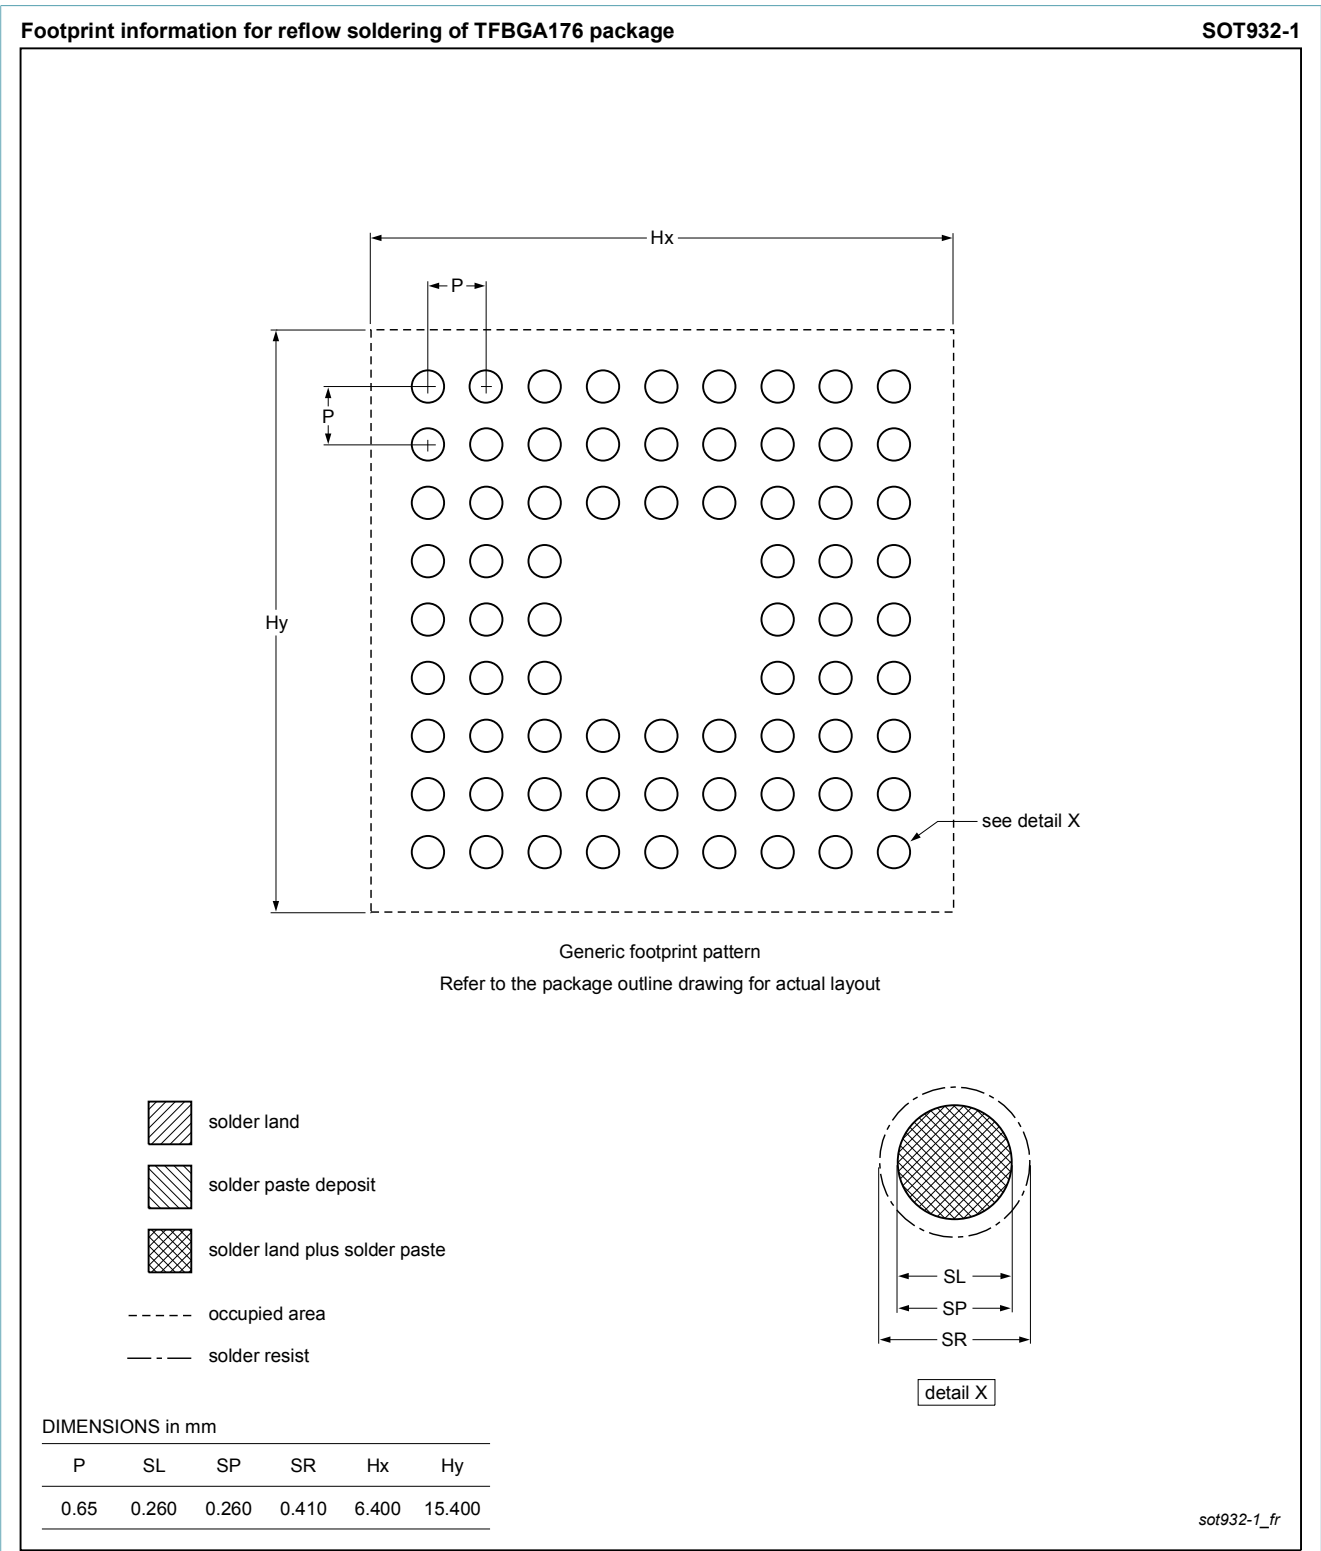 Footprint information for reflow soldering of TFBGA176 package SOT932-1
Hx
P
P
Hy
see detail X
Generic footprint pattern
Refer to the package outline drawing for actual layout
solder land
solder paste deposit
solder land plus solder paste
occupied area
solder resist
SL
SP
SR
detail X
DIMENSIONS in mm
P SL SP SR Hx Hy
0.65 0.260 0.260 0.410 6.400 15.400
sot932-1_fr